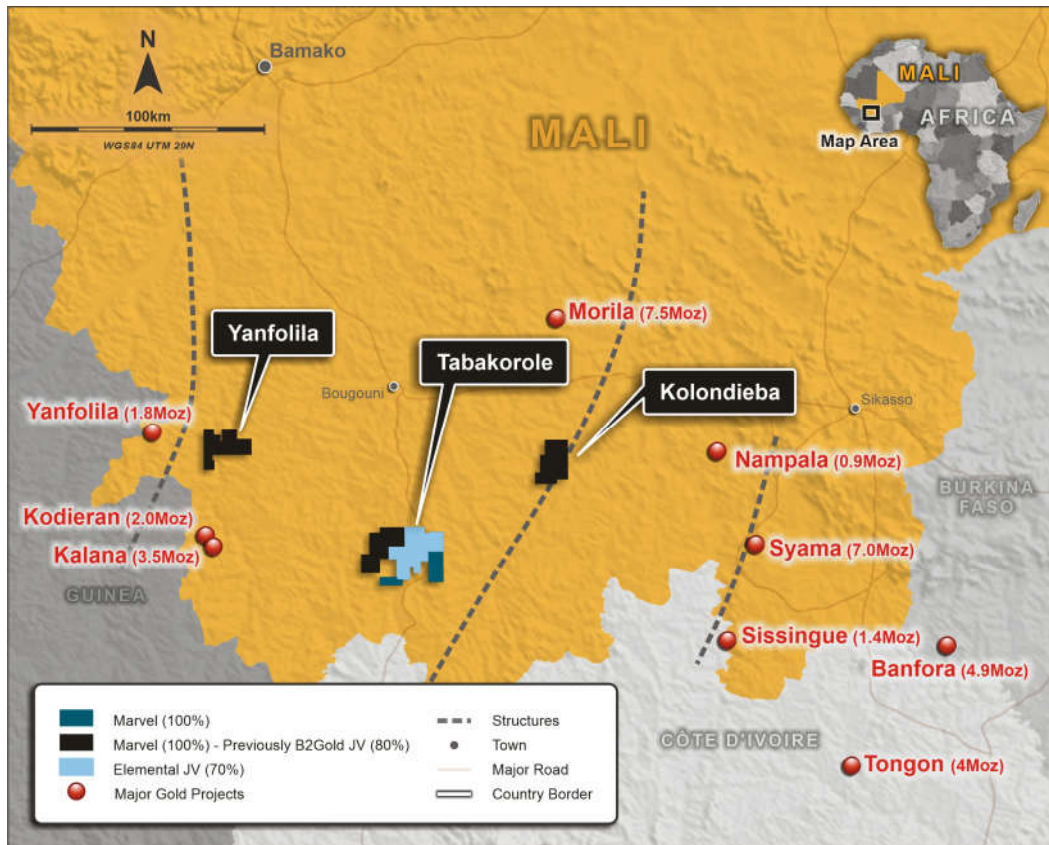 N
Bamako
100km
WGS84 UTM 29N
MALI
MALI
AFRICA
Map Area
Morila (7.5Moz)
Yanfolila
Tabakorole
Kolondieba
Bougouni
Sikasso
Yanfolila (1.8Moz)
Nampala (0.9Moz)
BURKINA
FASO
Kodieran (2.0Moz)
Kalana (3.5Moz)
Syama (7.0Moz)
GUINEA
Sissingue (1.4Moz)
Banfora (4.9Moz)
CÔTE D'IVOIRE
Tongon (4Moz)
Marvel (100%)
Marvel (100%) - Previously B2Gold JV (80%)
Elemental JV (70%)
Major Gold Projects
Structures
Town
Major Road
Country Border